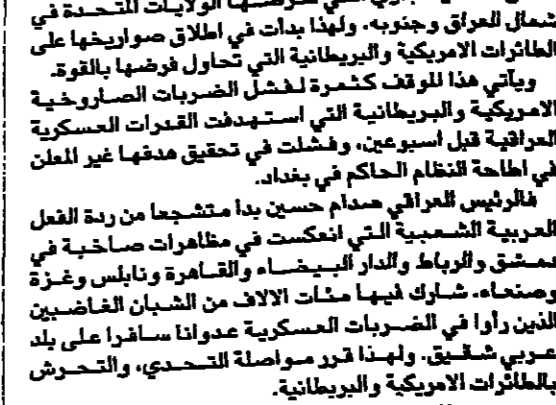 التي تفرضها الولايات المتحدة في
شمال العراق وجنوبه. ولهذا بدأت في اطلاق صواريخها على
الطائرات الامريكية والبريطانية التي تحاول فرضها بالقوة.
ويأتي هذا الموقف كثمرة لفشل الضربات الصاروخية
الامريكية والبريطانية التي استهدفت القدرات العسكرية
العراقية قبل اسبوعين، وفشلت في تحقيق هدفها غير المعلن
في اطاحة النظام الحاكم في بغداد.
فالرئيس العراقي صدام حسين بدا متشجعا من ردة الفعل
العربية الشعبية التي انعكست في مظاهرات صاخبة في
دمشق والرباط والدار البيضاء والقاهرة ونابلس وغزة
وصنعاء. شارك فيها مئات الالاف من الشبان الغاضبين
الذين رأوا في الضربات العسكرية عدوانا سافرا على بلد
عربي شقيق. ولهذا قرر مواصلة التحدي، والتحرش
بالطائرات الامريكية والبريطانية.